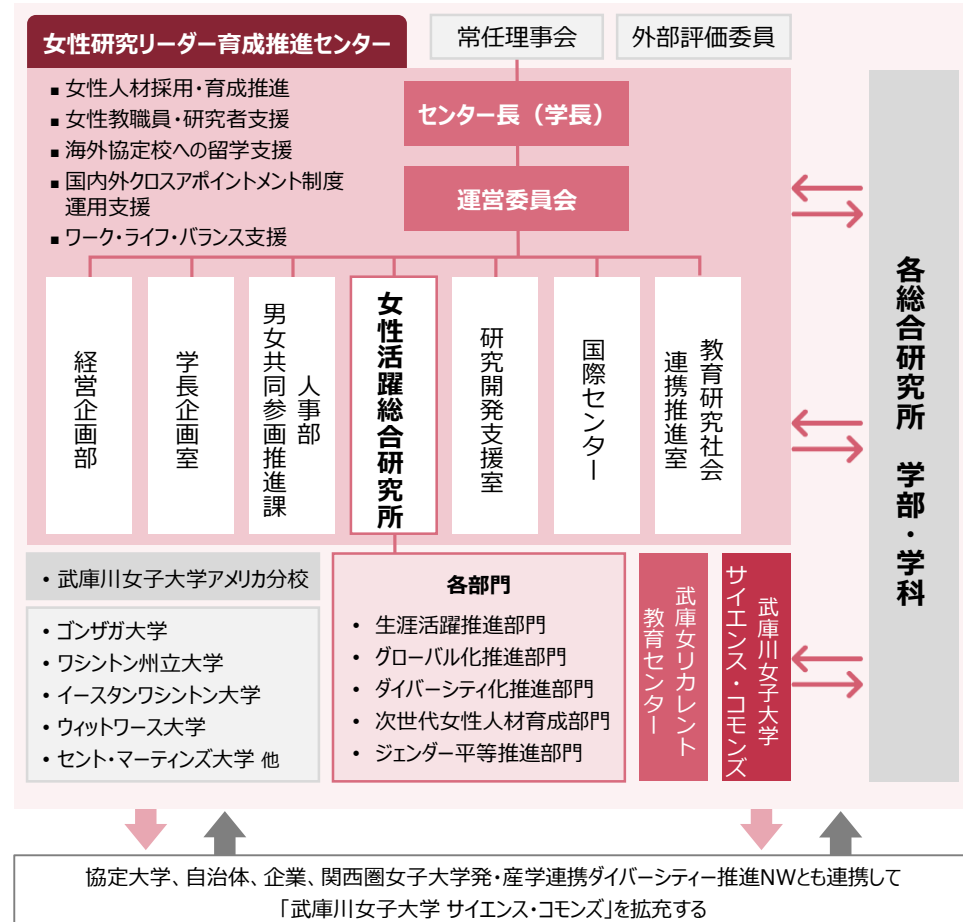 女性研究リーダー育成推進センター
常任理事会
外部評価委員
■ 女性人材採用・育成推進
■ 女性教職員・研究者支援
■ 海外協定校への留学支援
■ 国内外クロスアポイントメント制度
運用支援
■ ワーク・ライフ・バランス支援
センター長（学長）
運営委員会
経営企画部
学長企画室
人事部
男女共同参画推進課
女性活躍総合研究所
研究開発支援室
国際センター
教育研究社会
連携推進室
各総合研究所 学部・学科
• 武庫川女子大学アメリカ分校
• ゴンザガ大学
• ワシントン州立大学
• イースタンワシントン大学
• ウィットワース大学
• セント・マーティンズ大学 他
各部門
• 生涯活躍推進部門
• グローバル化推進部門
• ダイバーシティ化推進部門
• 次世代女性人材育成部門
• ジェンダー平等推進部門
武庫女リカレント
教育センター
武庫川女子大学
サイエンス・コモンズ
協定大学、自治体、企業、関西圏女子大学発・産学連携ダイバーシティー推進NWとも連携して
「武庫川女子大学 サイエンス・コモンズ」を拡充する